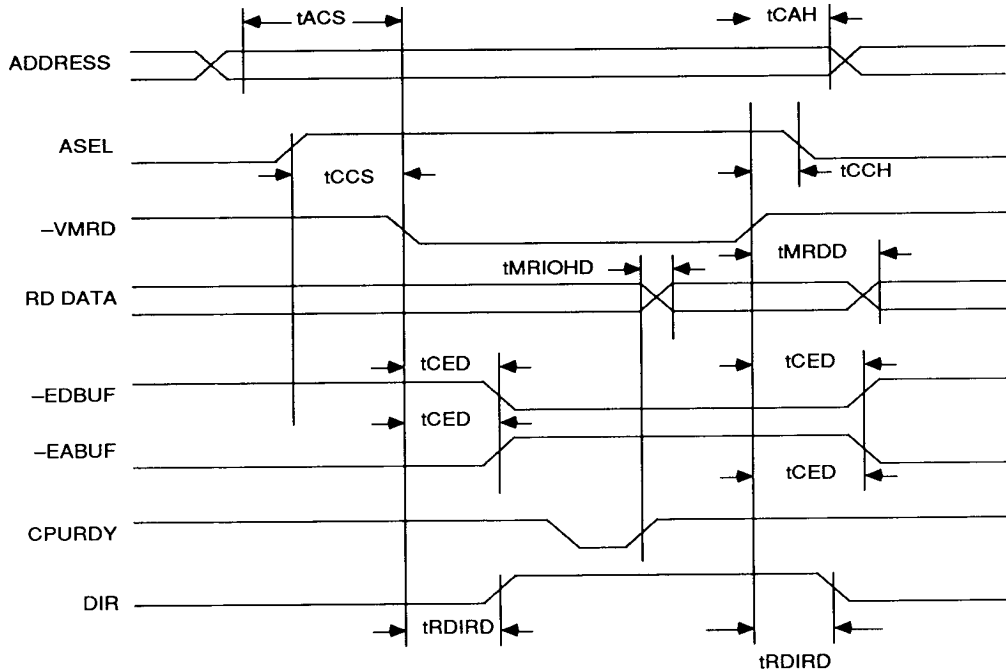 tACS
tCAH
ADDRESS
ASEL
tCCS
tCCH
–VMRD
tMRIOHD
tMRDD
RD DATA
tCED
tCED
–EDBUF
tCED
–EABUF
tCED
CPURDY
DIR
tRDIRD
tRDIRD